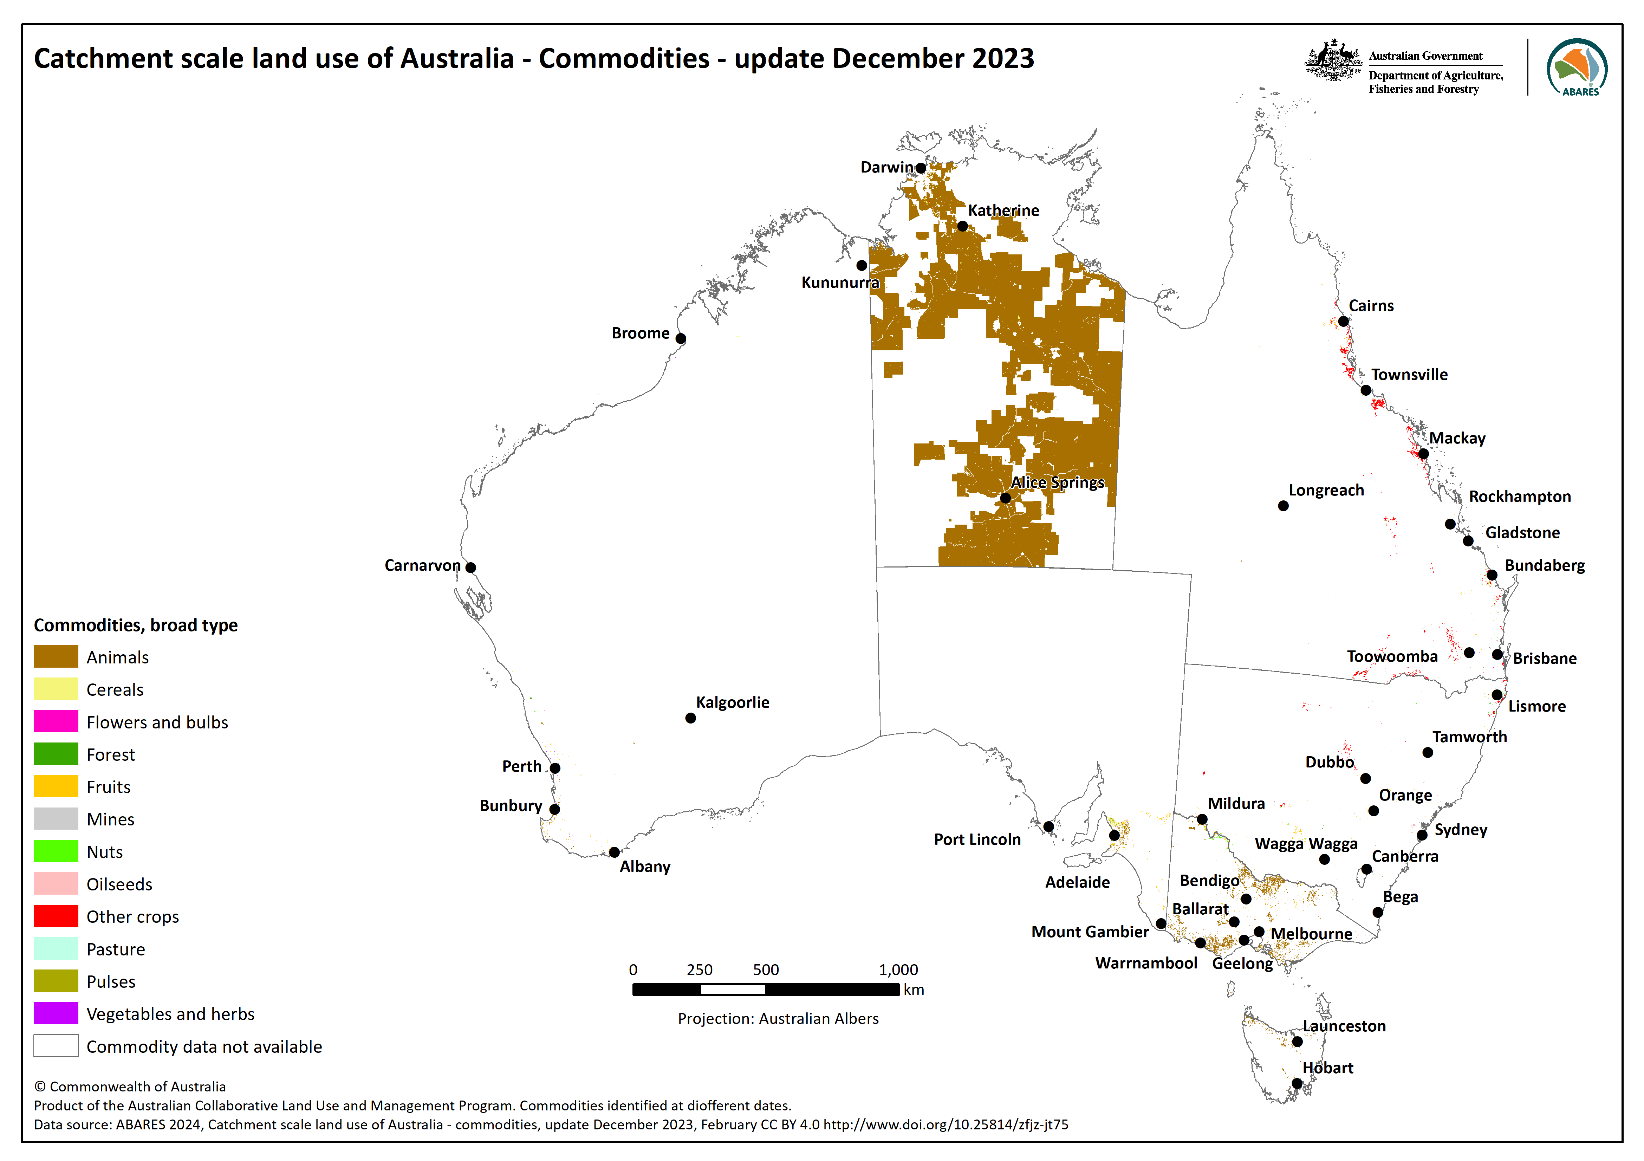 Catchment scale land use of Australia - Commodities - update December 2023
Australian Government
Department of Agriculture,
Fisheries and Forestry
ABARES
Darwin
Katherine
Kununurra
Broome
Cairns
Townsville
Mackay
Alice Springs
Longreach
Rockhampton
Gladstone
Carnarvon
Bundaberg
Toowoomba
Brisbane
Kalgoorlie
Lismore
Tamworth
Perth
Dubbo
Bunbury
Mildura
Orange
Port Lincoln
Sydney
Wagga Wagga
Albany
Canberra
Adelaide
Bendigo
Bega
Ballarat
Mount Gambier
Melbourne
Warrnambool
Geelong
Launceston
Hobart
Commodities, broad type
Animals
Cereals
Flowers and bulbs
Forest
Fruits
Mines
Nuts
Oilseeds
Other crops
Pasture
Pulses
Vegetables and herbs
Commodity data not available
0 250 500 1,000
km
Projection: Australian Albers
© Commonwealth of Australia
Product of the Australian Collaborative Land Use and Management Program. Commodities identified at diofferent dates.
Data source: ABARES 2024, Catchment scale land use of Australia - commodities, update December 2023, February CC BY 4.0 http://www.doi.org/10.25814/zfjz-jt75